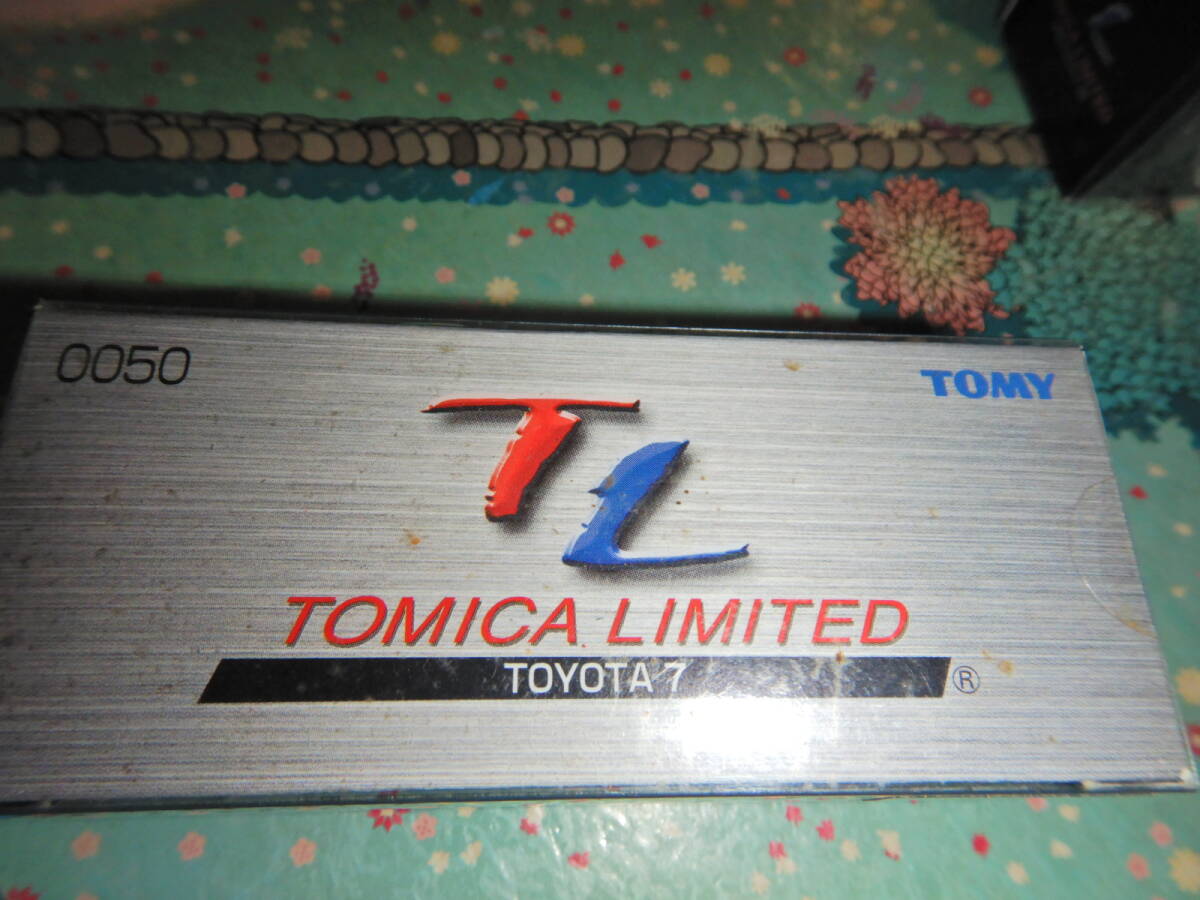 0050
TOMY
TL
TOMICA LIMITED
TOYOTA 7
®